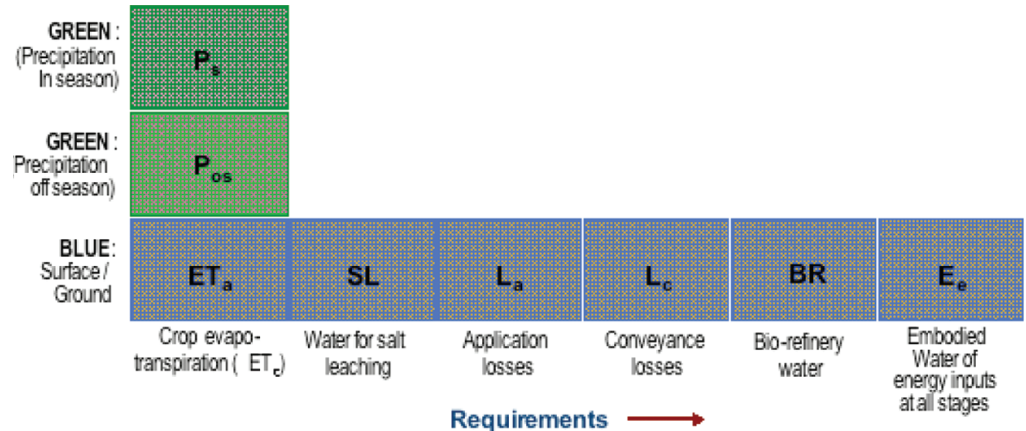 GREEN :
(Precipitation
In season)
Ps
GREEN :
Precipitation
off season)
Pos
BLUE:
Surface /
Ground
ETa
SL
La
Lc
BR
Ee
Crop evapo-
transpiration ( ETc)
Water for salt
leaching
Application
losses
Conveyance
losses
Bio-refinery
water
Embodied
Water of
energy inputs
at all stages
Requirements